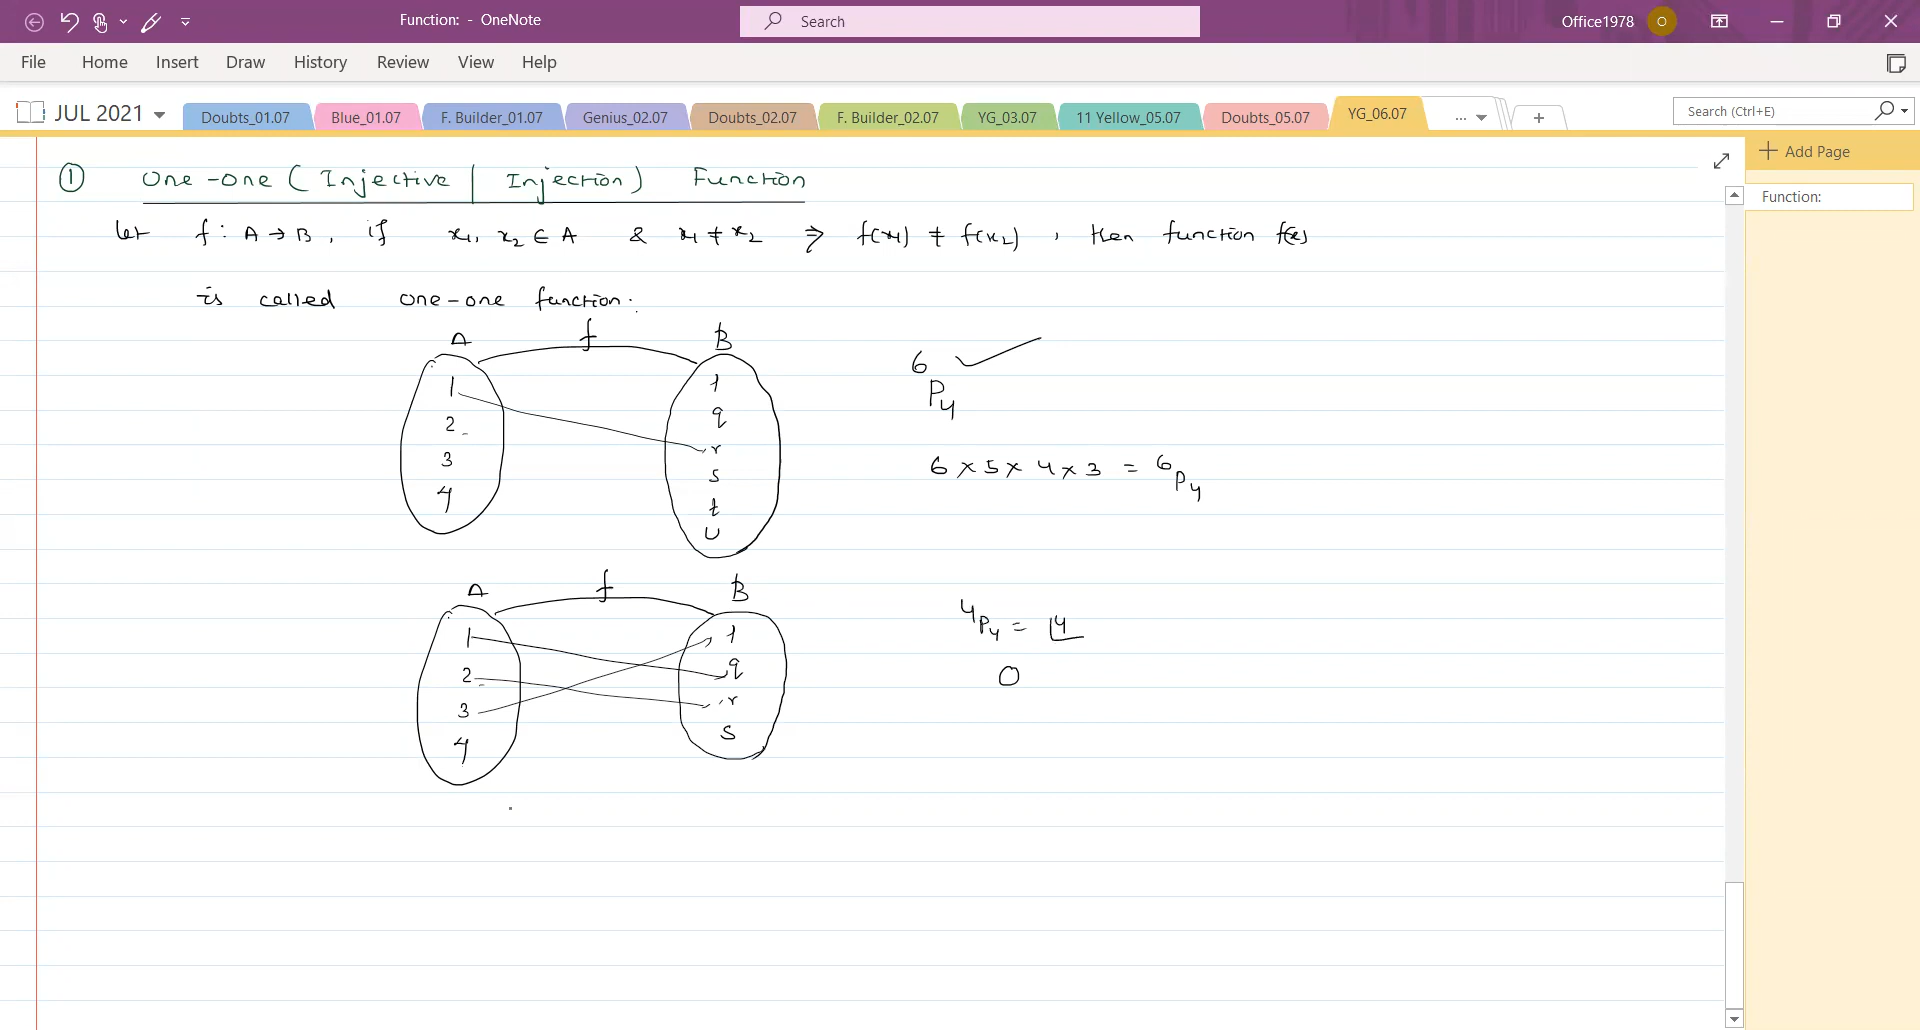 Function: - OneNote
Search
Office1978
O
File Home Insert Draw History Review View Help
JUL 2021
Doubts_01.07 Blue_01.07 F. Builder_01.07 Genius_02.07 Doubts_02.07 F. Builder_02.07 YG_03.07 11 Yellow_05.07 Doubts_05.07 YG_06.07 ... +
Search (Ctrl+E)
Add Page
Function:
① One-one (Injective | Injection) Function
let f: A → B, if x₁, x₂ ∈ A & x₁ ≠ x₂ ⇒ f(x₁) ≠ f(x₂), then function f(x)
is called one-one function.
A f B
1
2
3
4
q
r
s
t
u
⁶P₄ ✓
6 × 5 × 4 × 3 = ⁶P₄
A f B
1
2
3
4
q
r
s
⁴P₄ = |4
0